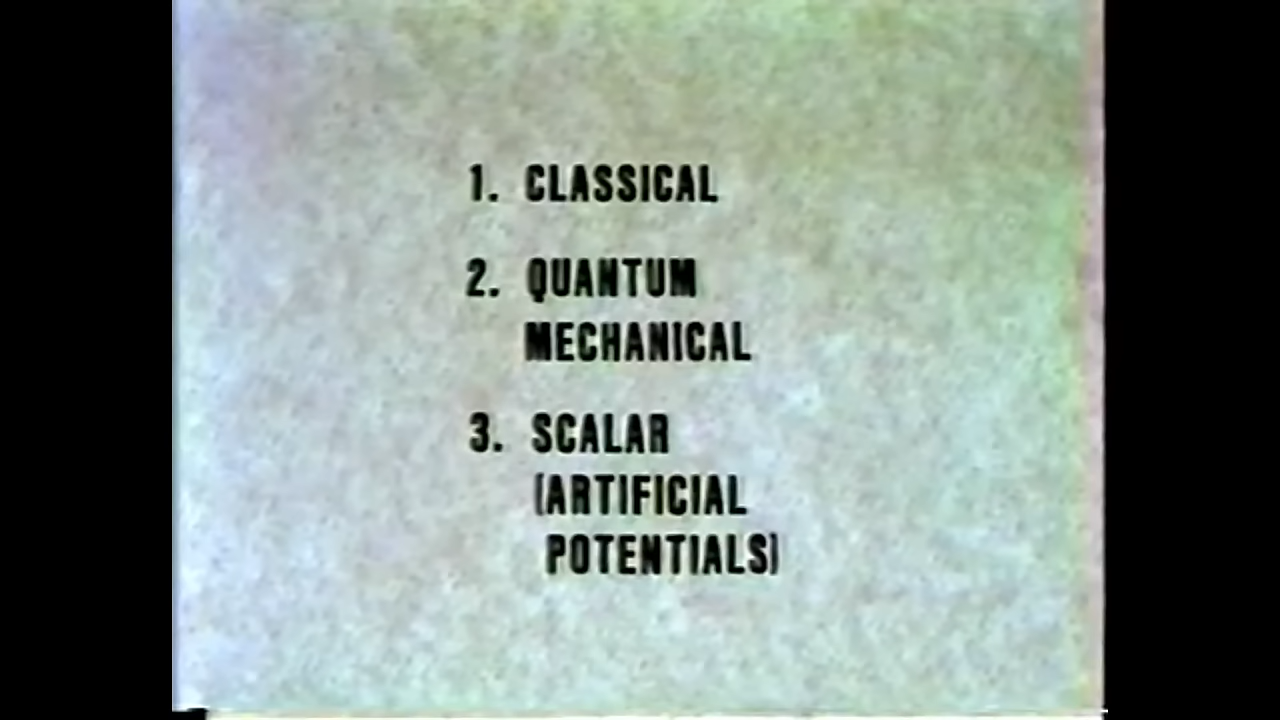 1. CLASSICAL
2. QUANTUM
MECHANICAL
3. SCALAR
(ARTIFICIAL
POTENTIALS)